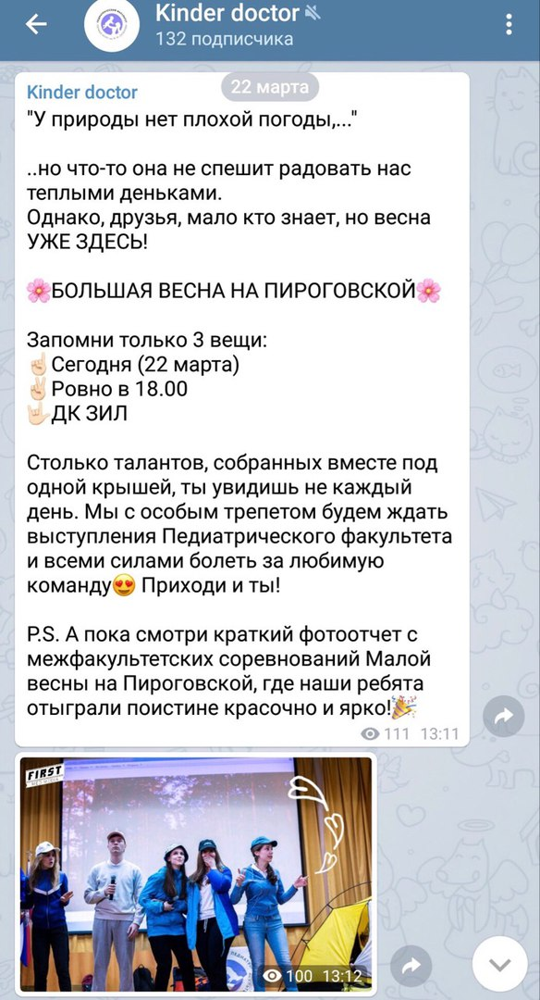 Kinder doctor
132 подписчика
22 марта
Kinder doctor
"У природы нет плохой погоды,..."
..но что-то она не спешит радовать нас
теплыми деньками.
Однако, друзья, мало кто знает, но весна
УЖЕ ЗДЕСЬ!
🌸БОЛЬШАЯ ВЕСНА НА ПИРОГОВСКОЙ🌸
Запомни только 3 вещи:
☝🏻Сегодня (22 марта)
✌🏻Ровно в 18.00
🤟🏻ДК ЗИЛ
Столько талантов, собранных вместе под
одной крышей, ты увидишь не каждый
день. Мы с особым трепетом будем ждать
выступления Педиатрического факультета
и всеми силами болеть за любимую
команду😍 Приходи и ты!
P.S. А пока смотри краткий фотоотчет с
межфакультетских соревнований Малой
весны на Пироговской, где наши ребята
отыграли поистине красочно и ярко!🎉
111 13:11
FIRST
100 13:12